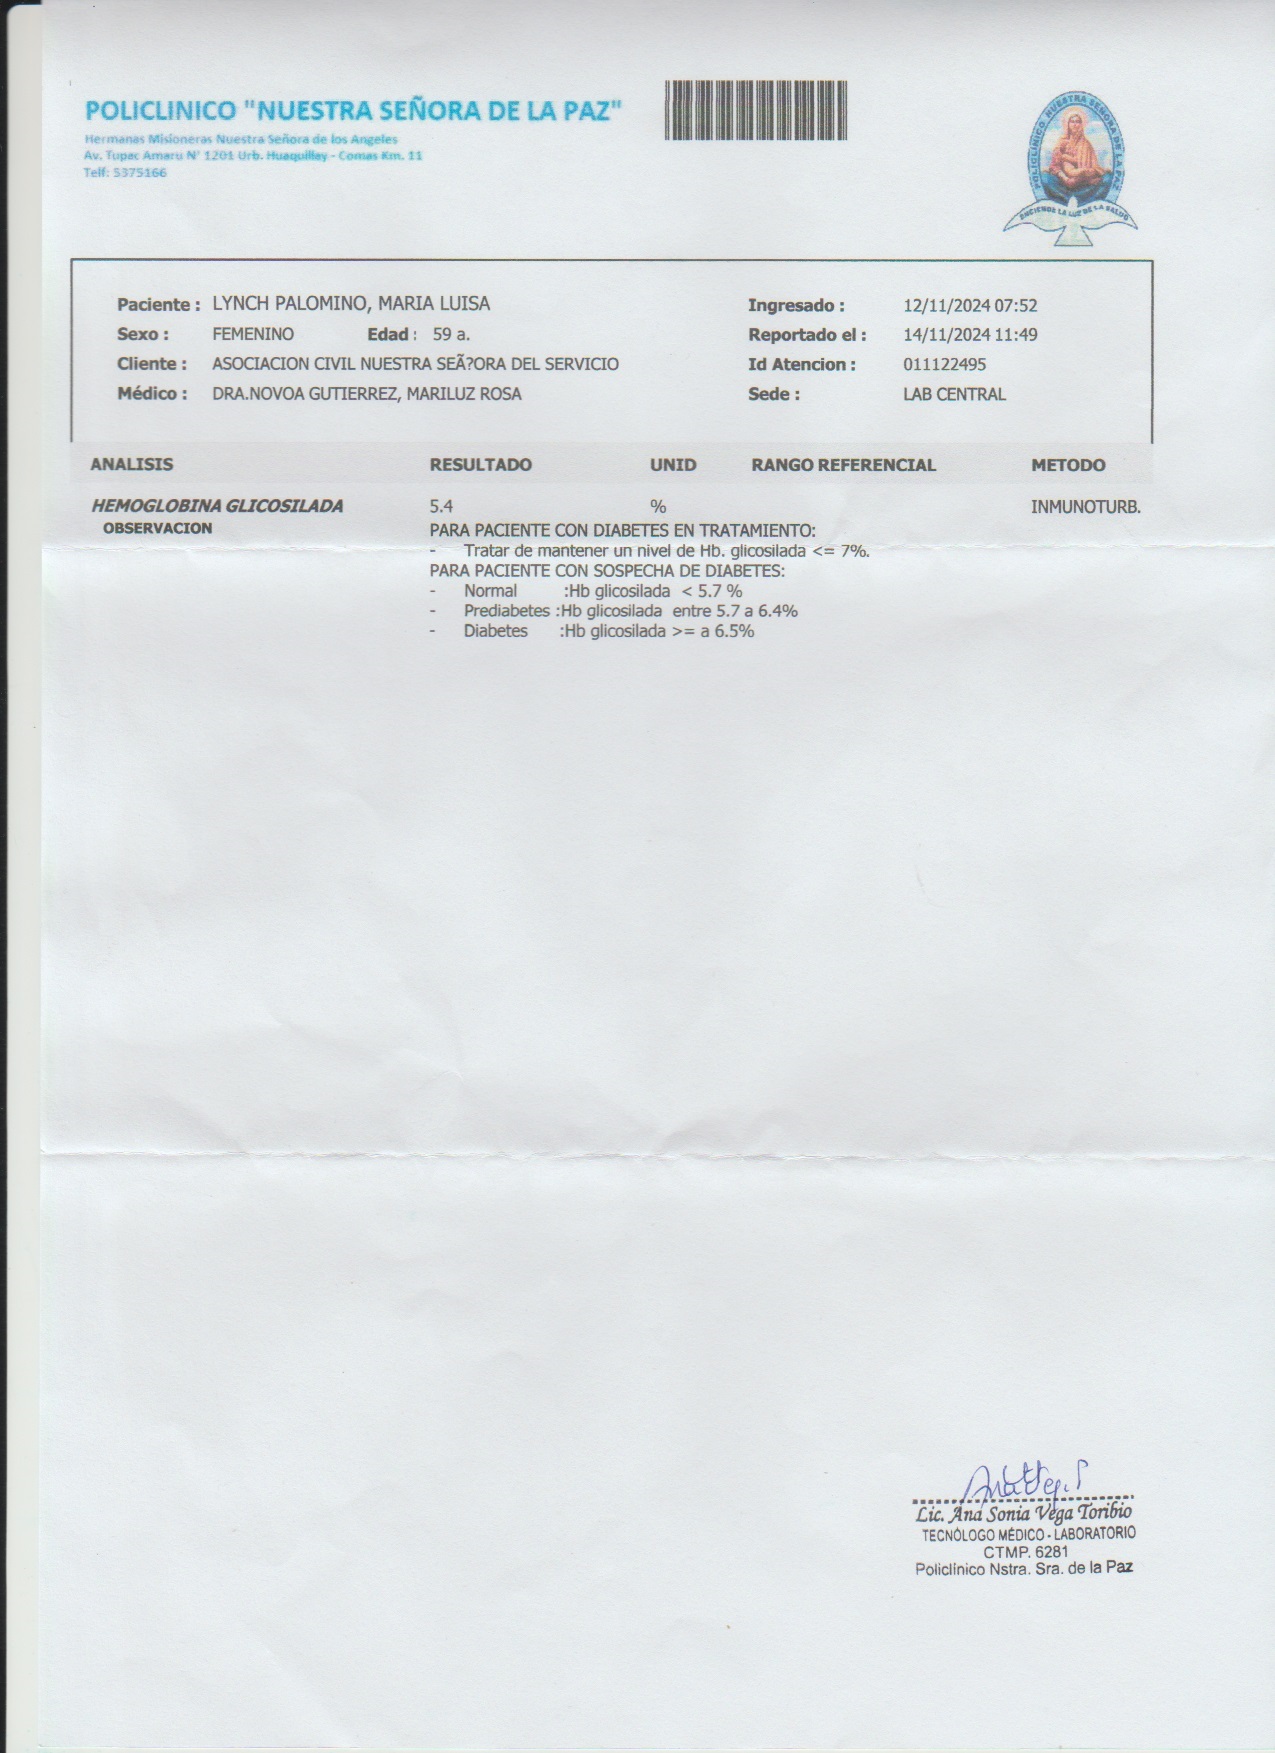 POLICLINICO "NUESTRA SEÑORA DE LA PAZ"
Hermanas Misioneras Nuestra Señora de los Angeles
Av. Tupac Amaru N° 1201 Urb. Huaquillay - Comas Km. 11
Telf: 5375166
POLICLINICO NUESTRA SEÑORA DE LA PAZ
ENCIENDE LA LUZ DE LA SALUD
Paciente : LYNCH PALOMINO, MARIA LUISA Ingresado : 12/11/2024 07:52
Sexo : FEMENINO Edad : 59 a. Reportado el : 14/11/2024 11:49
Cliente : ASOCIACION CIVIL NUESTRA SEÃ?ORA DEL SERVICIO Id Atencion : 011122495
Médico : DRA.NOVOA GUTIERREZ, MARILUZ ROSA Sede : LAB CENTRAL
ANALISIS RESULTADO UNID RANGO REFERENCIAL METODO
HEMOGLOBINA GLICOSILADA 5.4 % INMUNOTURB.
OBSERVACION PARA PACIENTE CON DIABETES EN TRATAMIENTO:
- Tratar de mantener un nivel de Hb. glicosilada <= 7%.
PARA PACIENTE CON SOSPECHA DE DIABETES:
- Normal :Hb glicosilada < 5.7 %
- Prediabetes :Hb glicosilada entre 5.7 a 6.4%
- Diabetes :Hb glicosilada >= a 6.5%
Lic. Ana Sonia Vega Toribio
TECNÓLOGO MÉDICO - LABORATORIO
CTMP. 6281
Policlínico Nstra. Sra. de la Paz